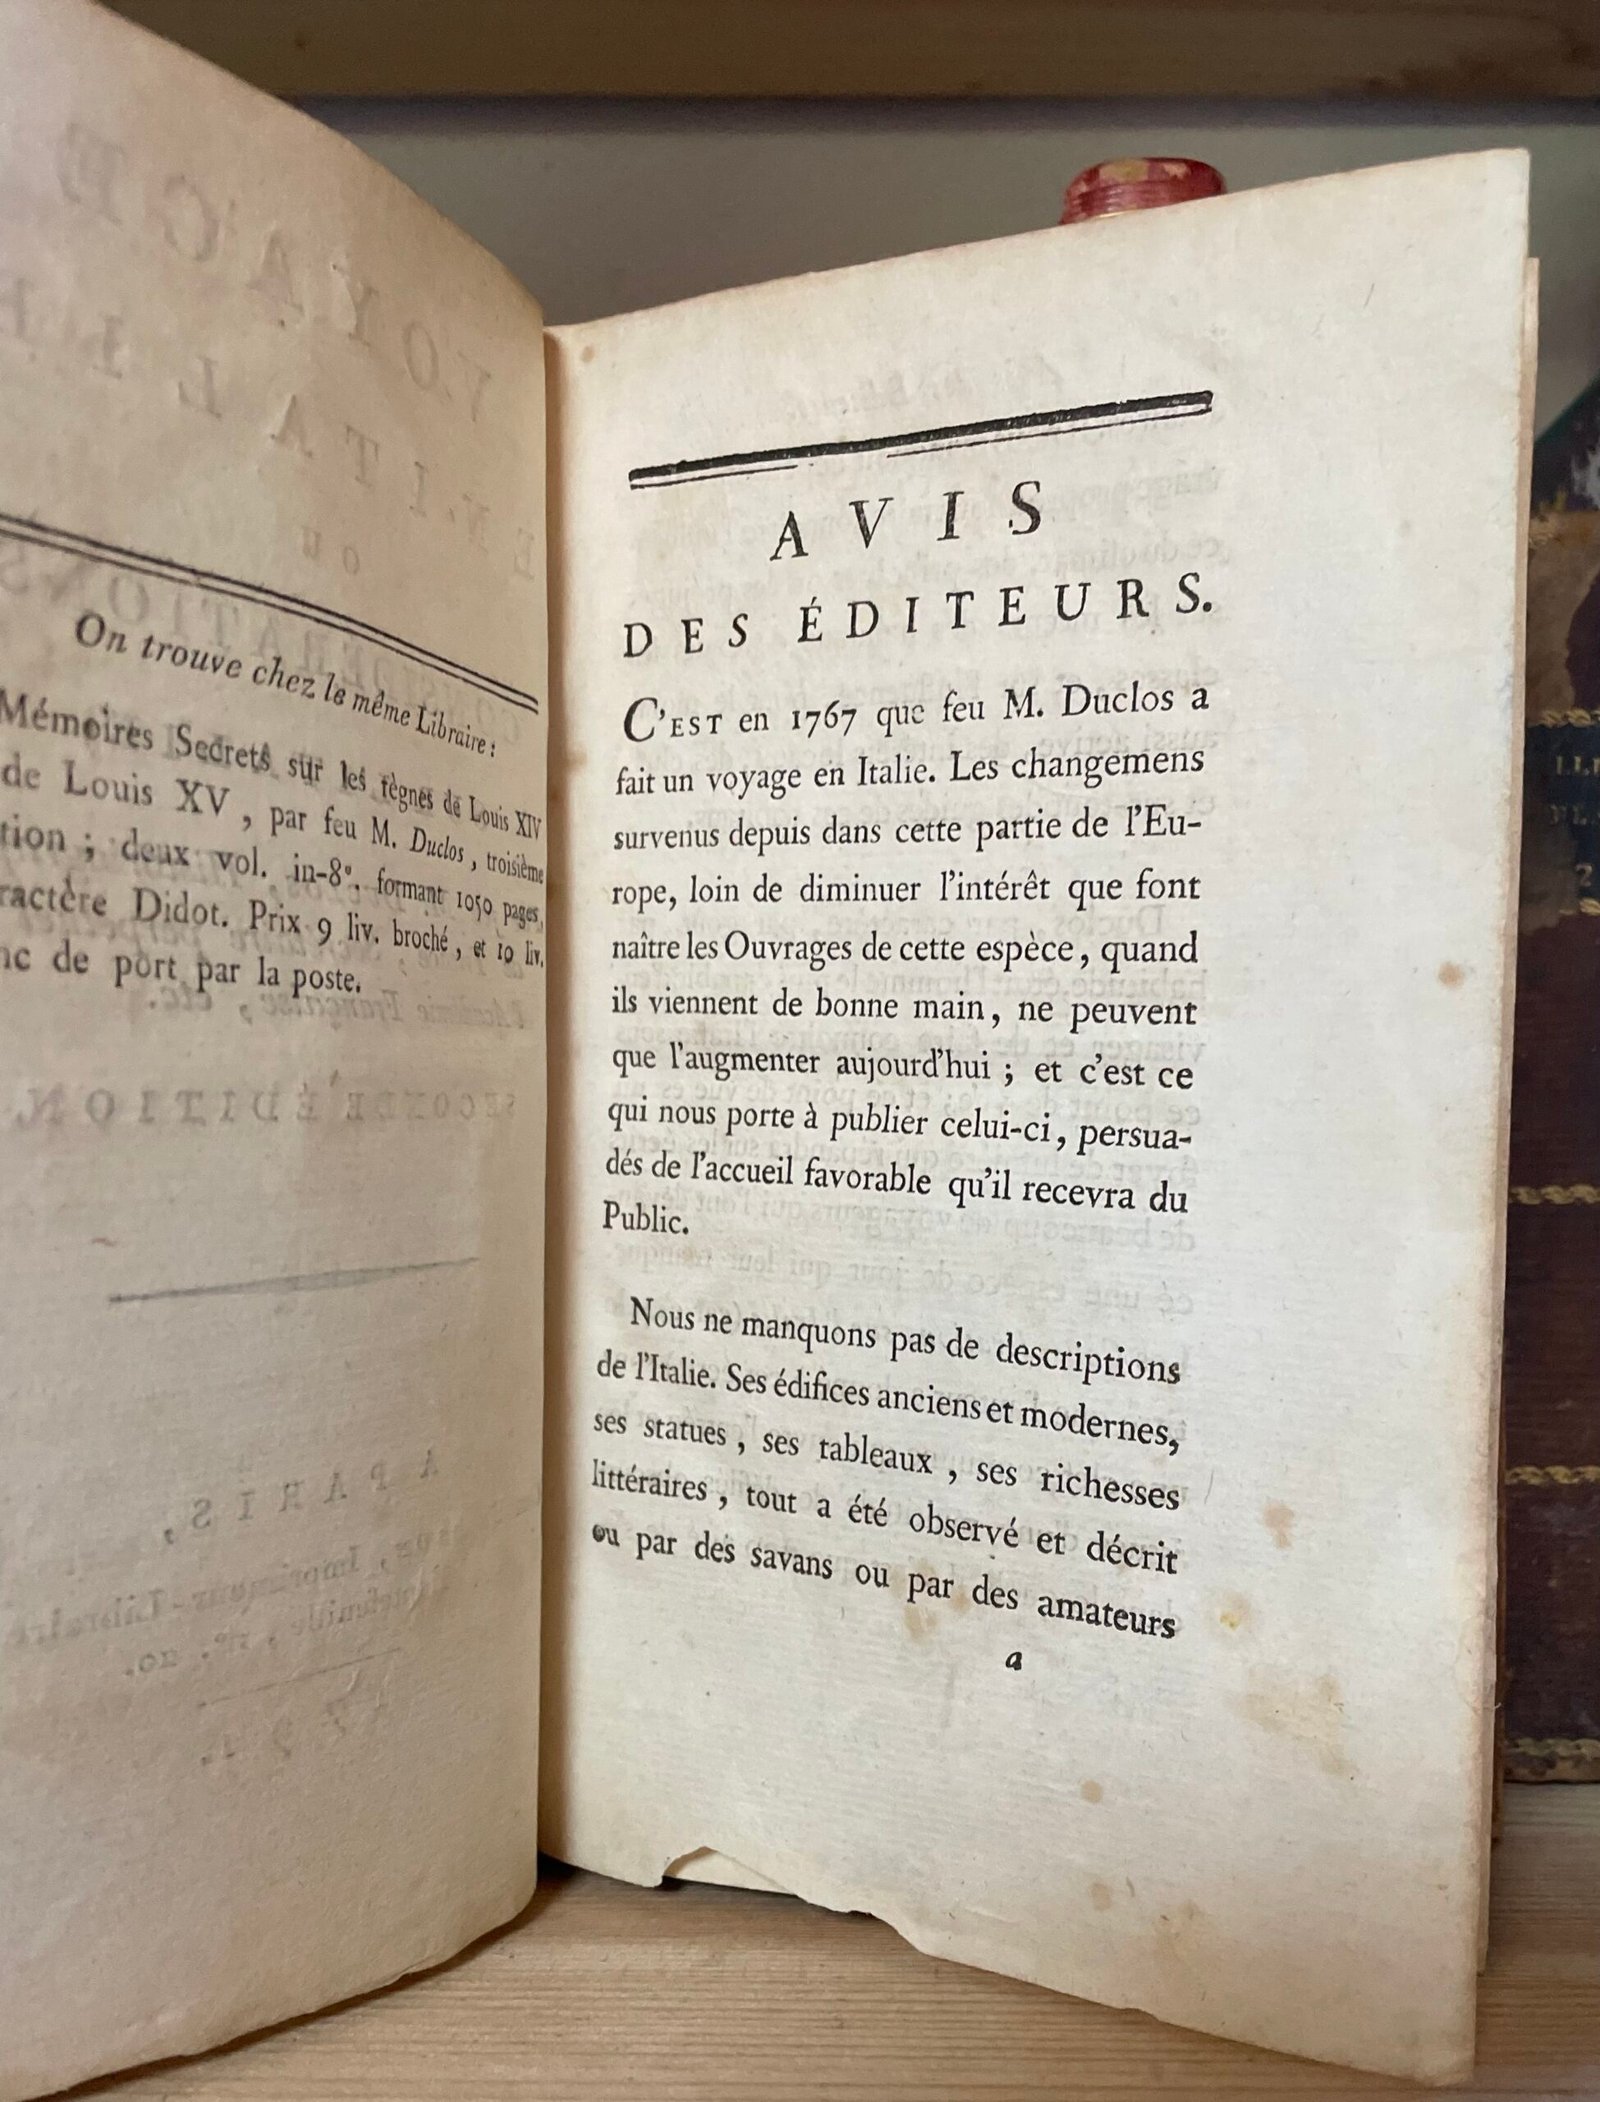 On trouve chez le même Libraire :
Mémoires Secrets sur les règnes de Louis XIV
de Louis XV , par feu M. Duclos , troisième
tion ; deux vol. in-8°. formant 1050 pages,
ractère Didot. Prix 9 liv. broché , et 10 liv.
nc de port par la poste.
AVIS
DES ÉDITEURS.
C'EST en 1767 que feu M. Duclos a
fait un voyage en Italie. Les changemens
survenus depuis dans cette partie de l'Eu-
rope, loin de diminuer l'intérêt que font
naître les Ouvrages de cette espèce, quand
ils viennent de bonne main, ne peuvent
que l'augmenter aujourd'hui ; et c'est ce
qui nous porte à publier celui-ci, persua-
dés de l'accueil favorable qu'il recevra du
Public.
Nous ne manquons pas de descriptions
de l'Italie. Ses édifices anciens et modernes,
ses statues , ses tableaux , ses richesses
littéraires , tout a été observé et décrit
ou par des savans ou par des amateurs
a